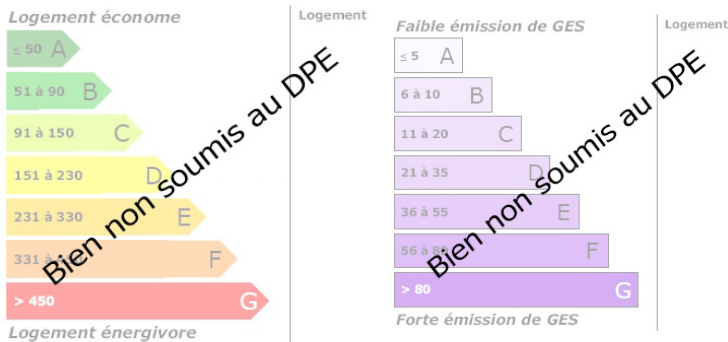 Logement économe
Logement
≤ 50 A
51 à 90 B
91 à 150 C
151 à 230 D
231 à 330 E
331 à F
> 450 G
Logement énergivore
Bien non soumis au DPE
Faible émission de GES
Logement
≤ 5 A
6 à 10 B
11 à 20 C
21 à 35 D
36 à 55 E
56 à 80 F
> 80 G
Forte émission de GES
Bien non soumis au DPE